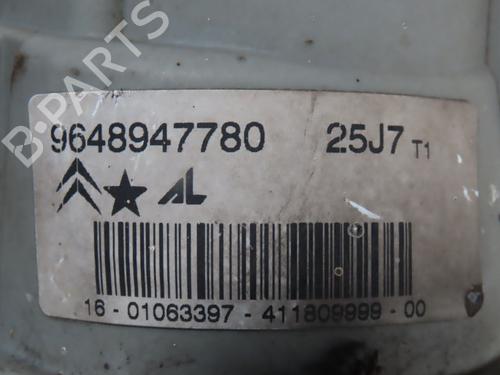 B-PARTS
9648947780 25J7 T1
AL
16 - 01063397 - 411809999 - 00